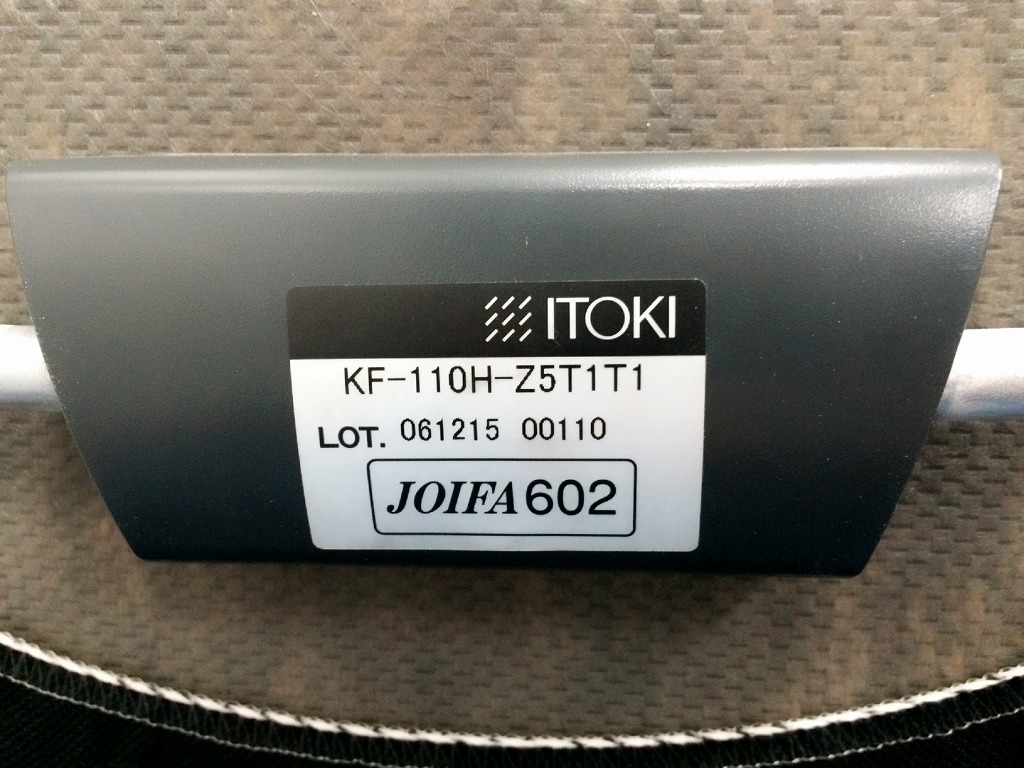 ITOKI
KF-110H-Z5T1T1
LOT. 061215 00110
JOIFA602